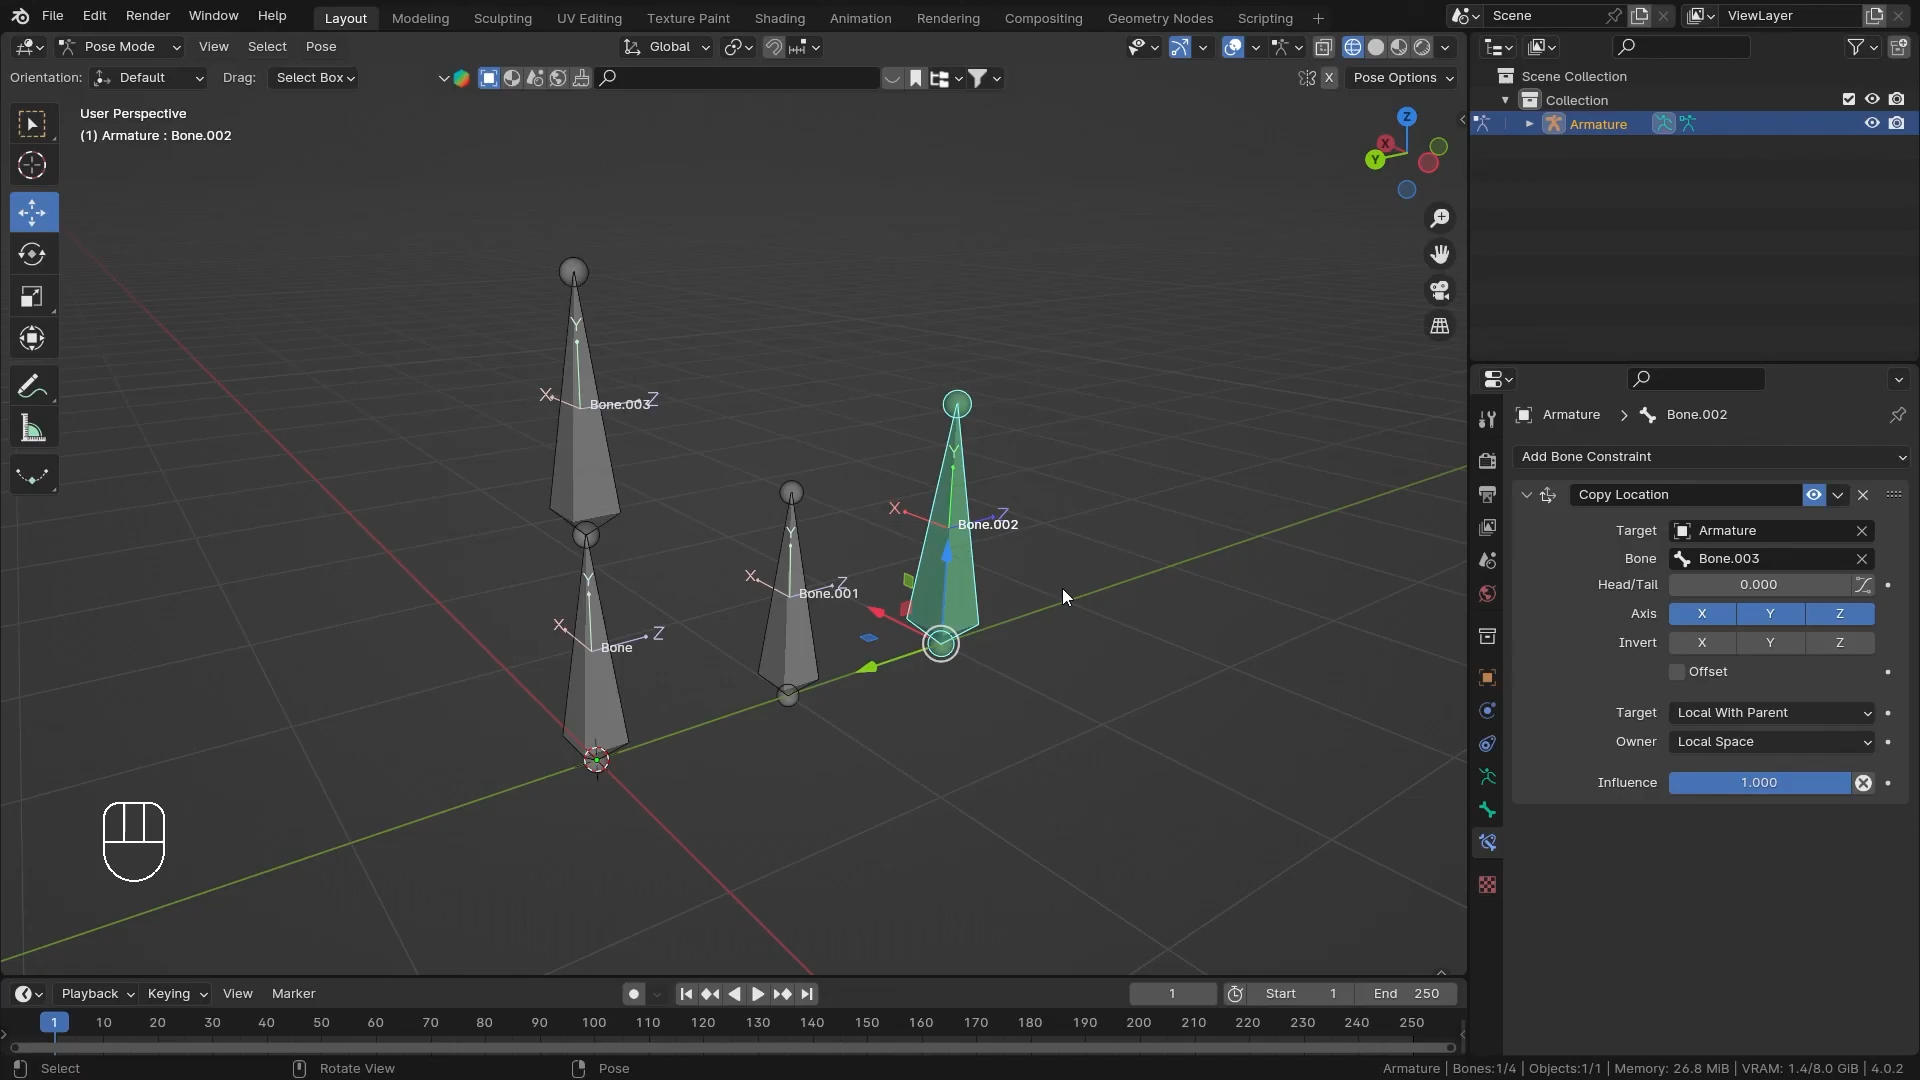 File Edit Render Window Help Layout Modeling Sculpting UV Editing Texture Paint Shading Animation Rendering Compositing Geometry Nodes Scripting + Scene ViewLayer
Pose Mode View Select Pose Global
Orientation: Default Drag: Select Box X Pose Options
User Perspective
(1) Armature : Bone.002
Z
X
Y
Y
X Bone.003 Z
Y
X Z
Bone.002
Y
X Z
Bone.001
Y
X Z
Bone
Scene Collection
Collection
Armature
Armature > Bone.002
Add Bone Constraint
Copy Location
Target Armature
Bone Bone.003
Head/Tail 0.000
Axis X Y Z
Invert X Y Z
Offset
Target Local With Parent
Owner Local Space
Influence 1.000
Playback Keying View Marker 1 Start 1 End 250
1 10 20 30 40 50 60 70 80 90 100 110 120 130 140 150 160 170 180 190 200 210 220 230 240 250
Select Rotate View Pose Armature | Bones:1/4 | Objects:1/1 | Memory: 26.8 MiB | VRAM: 1.4/8.0 GiB | 4.0.2